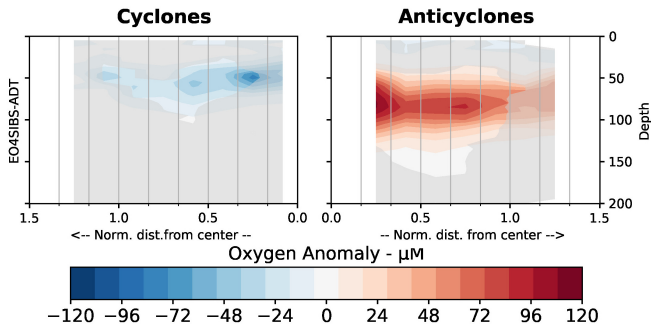 Cyclones Anticyclones
EO4SIBS-ADT
0
50
100
150
200
Depth
1.5 1.0 0.5 0.0 0.0 0.5 1.0 1.5
<-- Norm. dist.from center -- -- Norm. dist. from center -->
Oxygen Anomaly - μM
−120 −96 −72 −48 −24 0 24 48 72 96 120